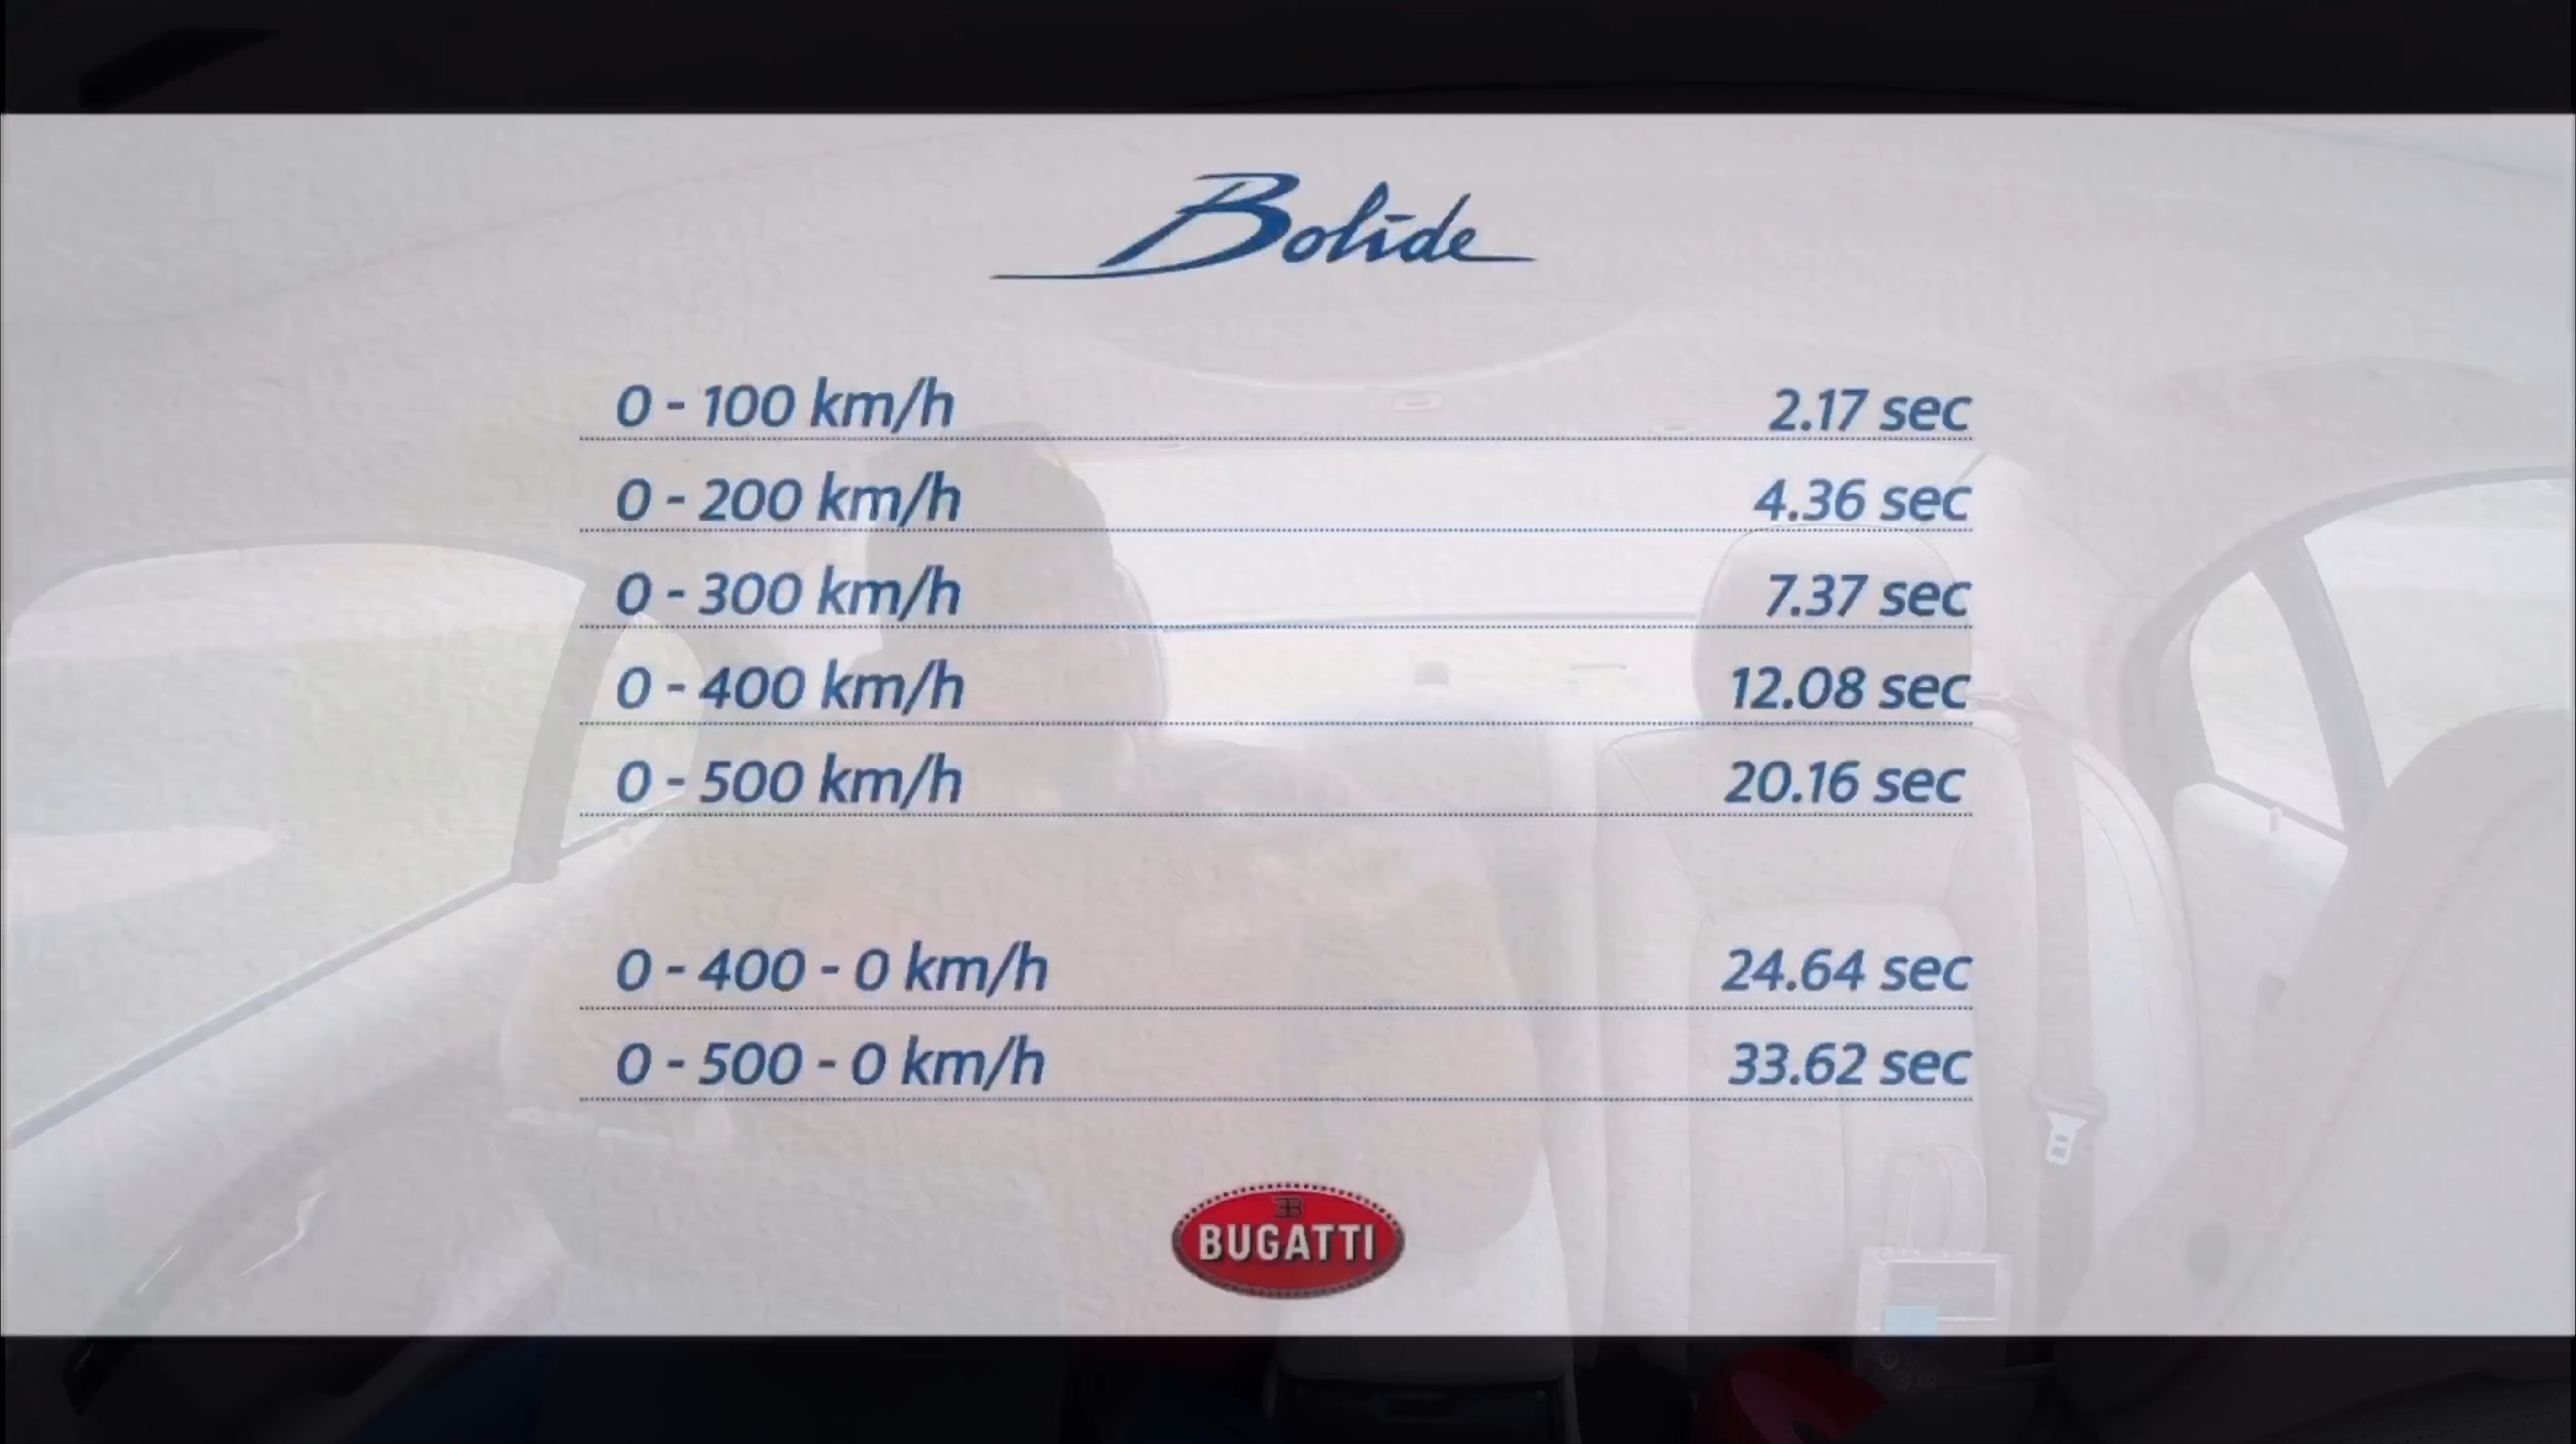 Bolide
0 - 100 km/h 2.17 sec
0 - 200 km/h 4.36 sec
0 - 300 km/h 7.37 sec
0 - 400 km/h 12.08 sec
0 - 500 km/h 20.16 sec
0 - 400 - 0 km/h 24.64 sec
0 - 500 - 0 km/h 33.62 sec
EB
BUGATTI